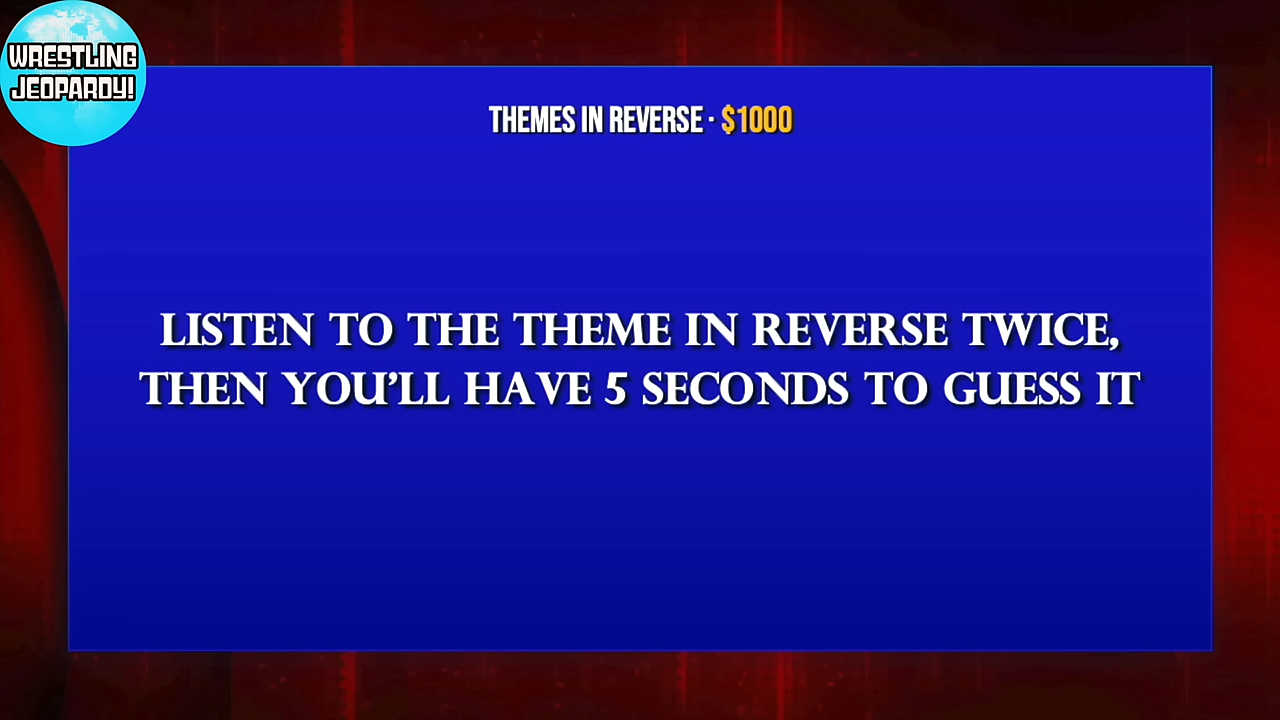 WRESTLING
JEOPARDY!
THEMES IN REVERSE · $1000
LISTEN TO THE THEME IN REVERSE TWICE,
THEN YOU'LL HAVE 5 SECONDS TO GUESS IT